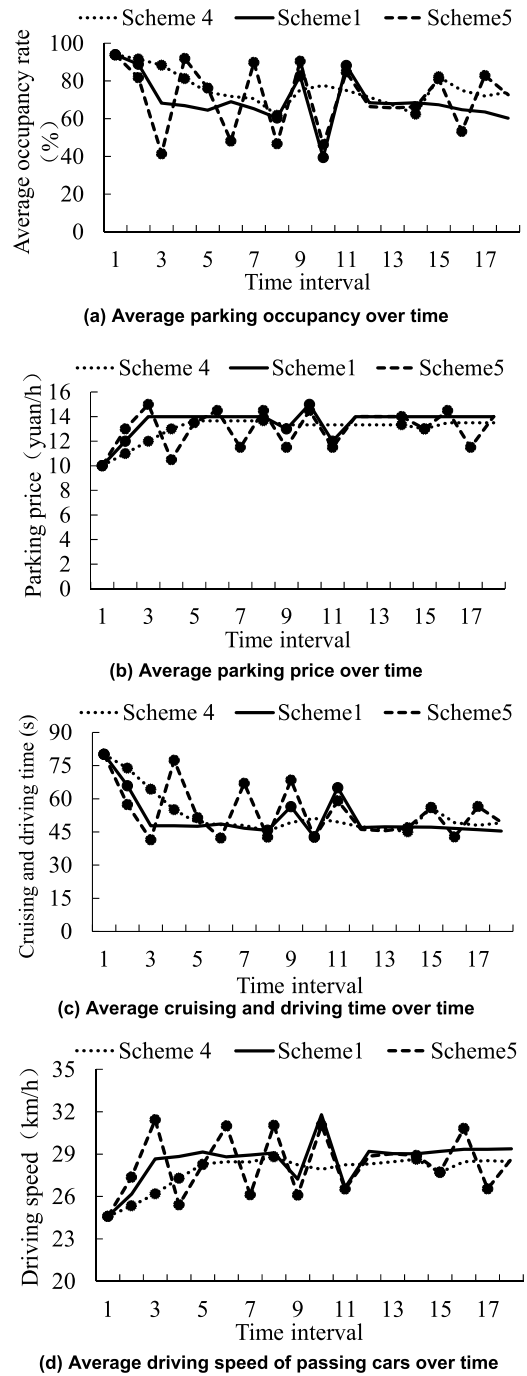 Scheme 4 Scheme1 Scheme5
Average occupancy rate
（%）
100
80
60
40
20
0
1 3 5 7 9 11 13 15 17
Time interval
(a) Average parking occupancy over time
Scheme 4 Scheme1 Scheme5
Parking price（yuan/h）
16
14
12
10
8
6
4
2
0
1 3 5 7 9 11 13 15 17
Time interval
(b) Average parking price over time
Scheme 4 Scheme1 Scheme5
Cruising and driving time (s)
90
75
60
45
30
15
0
1 3 5 7 9 11 13 15 17
Time interval
(c) Average cruising and driving time over time
Scheme 4 Scheme1 Scheme5
Driving speed（km/h）
35
32
29
26
23
20
1 3 5 7 9 11 13 15 17
Time interval
(d) Average driving speed of passing cars over time